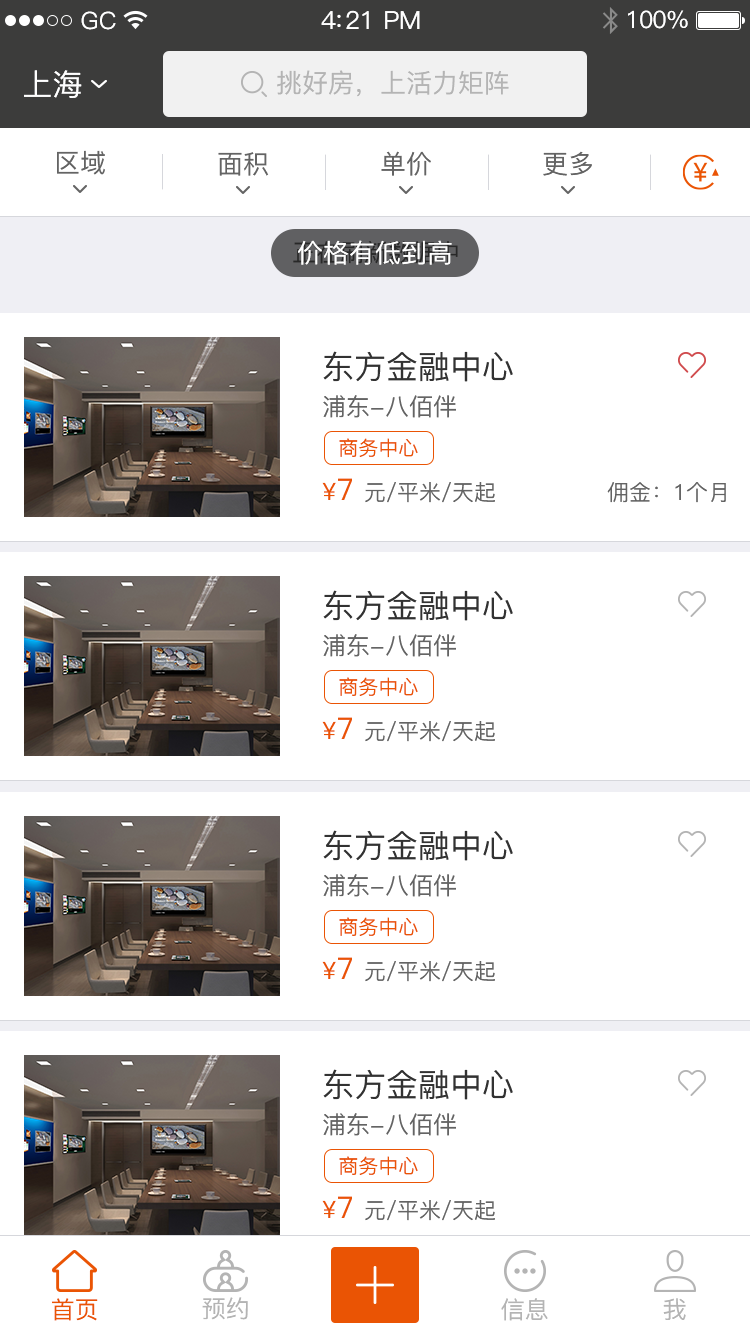 GC 4:21 PM 100%
上海 挑好房，上活力矩阵
区域 面积 单价 更多 ¥
价格有低到高
东方金融中心
浦东-八佰伴
商务中心
¥7 元/平米/天起 佣金：1个月
东方金融中心
浦东-八佰伴
商务中心
¥7 元/平米/天起
东方金融中心
浦东-八佰伴
商务中心
¥7 元/平米/天起
东方金融中心
浦东-八佰伴
商务中心
¥7 元/平米/天起
首页 预约 信息 我